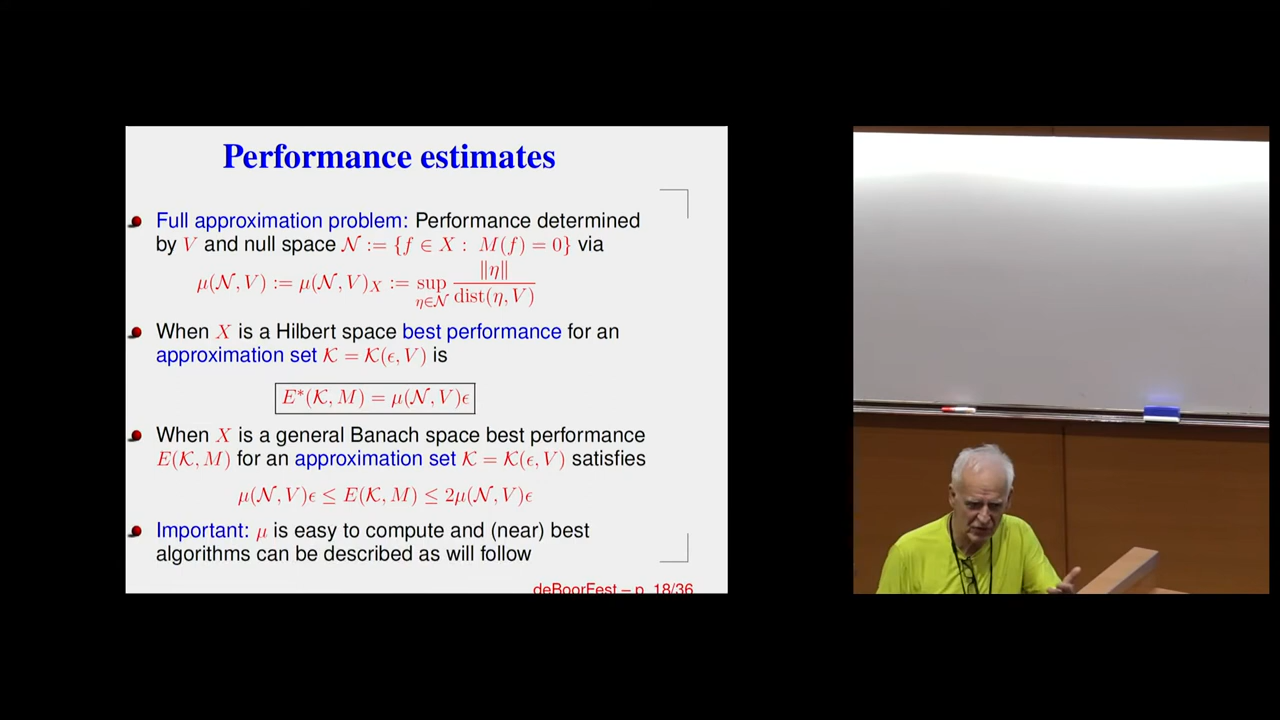 Performance estimates
Full approximation problem: Performance determined
by V and null space 𝒩 := {f ∈ X : M(f) = 0} via
μ(𝒩, V) := μ(𝒩, V)_X := sup_{η∈𝒩} ‖η‖ / dist(η, V)
When X is a Hilbert space best performance for an
approximation set 𝒦 = 𝒦(ϵ, V) is
E*(𝒦, M) = μ(𝒩, V)ϵ
When X is a general Banach space best performance
E(𝒦, M) for an approximation set 𝒦 = 𝒦(ϵ, V) satisfies
μ(𝒩, V)ϵ ≤ E(𝒦, M) ≤ 2μ(𝒩, V)ϵ
Important: μ is easy to compute and (near) best
algorithms can be described as will follow
deBoorFest – p. 18/36